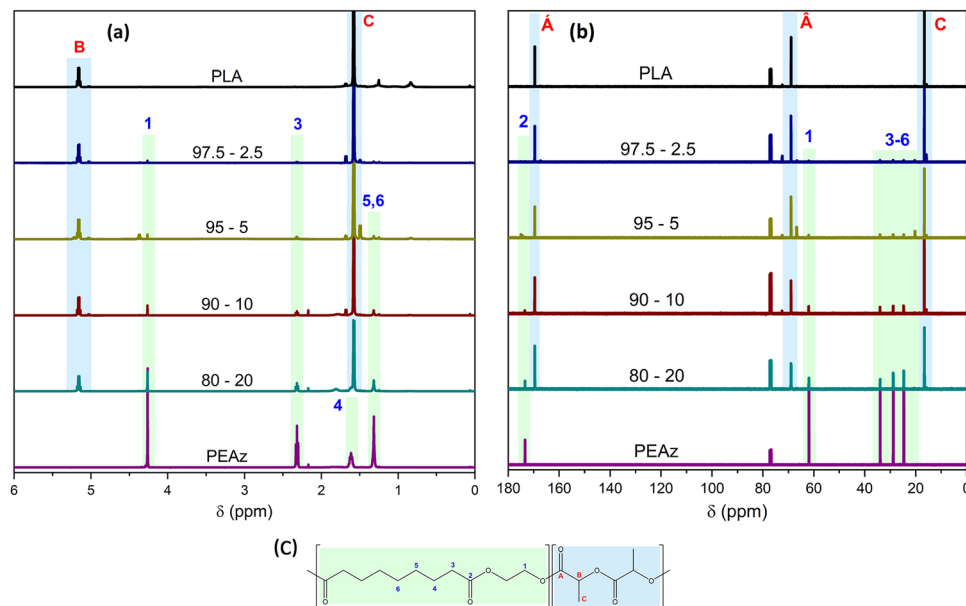 (a)
B
C
PLA
1
3
97.5 - 2.5
5,6
95 - 5
90 - 10
80 - 20
4
PEAz
6 5 4 3 2 1 0
δ (ppm)
(b)
Á
Â
C
PLA
2
1
97.5 - 2.5
3-6
95 - 5
90 - 10
80 - 20
PEAz
180 160 140 120 100 80 60 40 20 0
δ (ppm)
(C)
O
5 3 O 1 A B O
2 O
6 4 O O
O C O